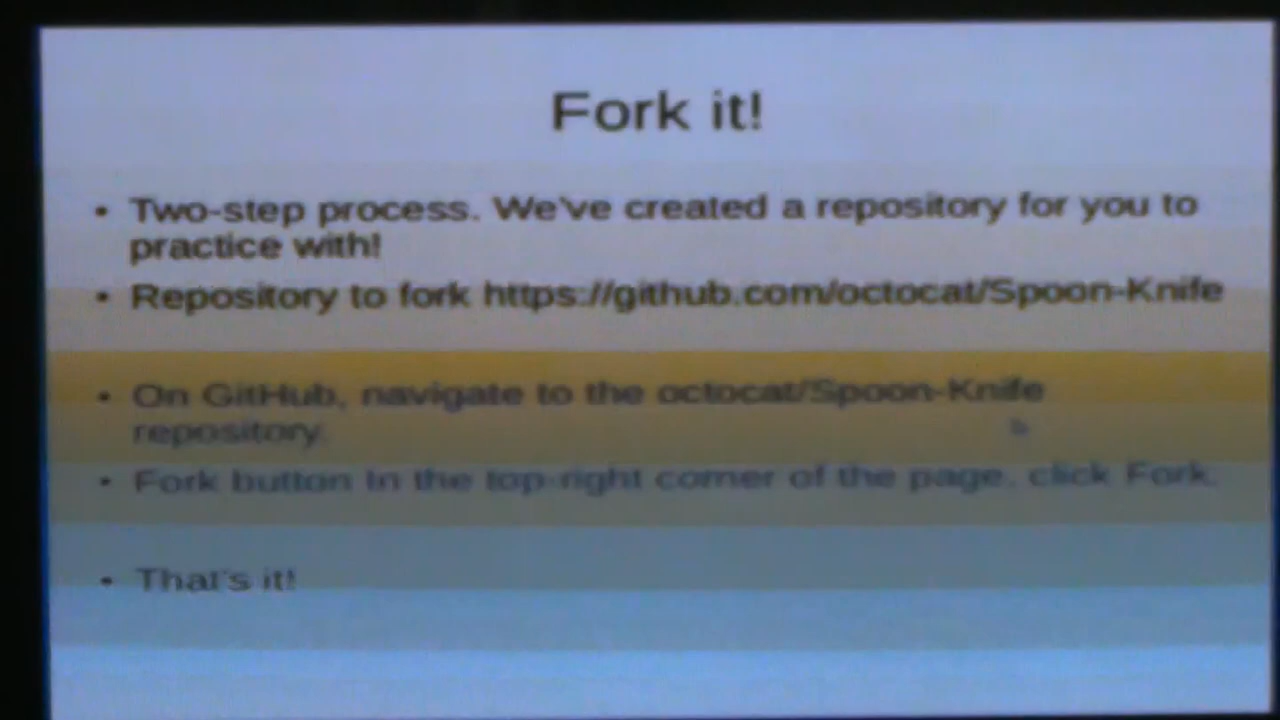 Fork it!
• Two-step process. We've created a repository for you to
practice with!
• Repository to fork https://github.com/octocat/Spoon-Knife
• On GitHub, navigate to the octocat/Spoon-Knife
repository.
• Fork button in the top-right corner of the page, click Fork.
• That's it!